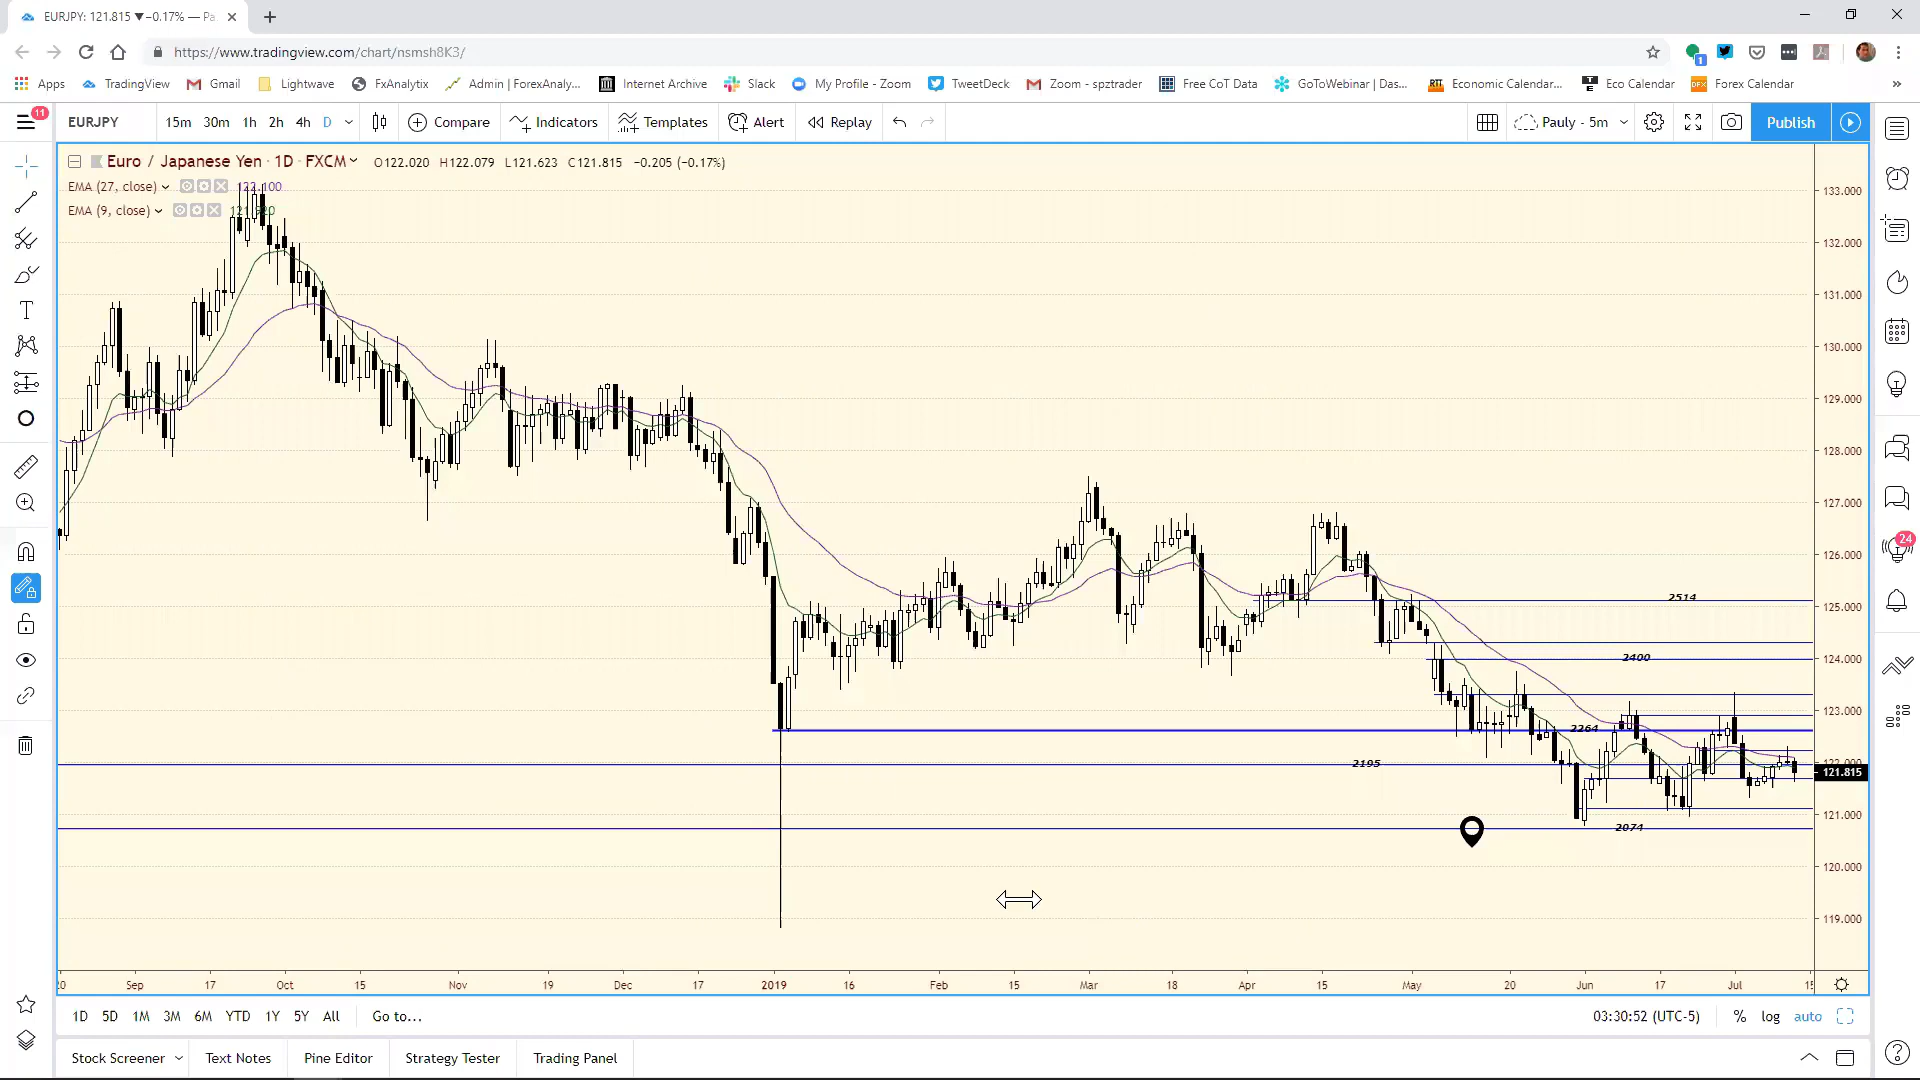 EURJPY: 121.815 ▼−0.17% — Pa
https://www.tradingview.com/chart/nsmsh8K3/
1
Apps TradingView Gmail Lightwave FxAnalytix Admin | ForexAnaly... Internet Archive Slack My Profile - Zoom TweetDeck Zoom - spztrader Free CoT Data GoToWebinar | Das... Economic Calendar... Eco Calendar Forex Calendar »
11
EURJPY 15m 30m 1h 2h 4h D Compare Indicators Templates Alert Replay Pauly - 5m Publish
Euro / Japanese Yen · 1D · FXCM O122.020 H122.079 L121.623 C121.815 −0.205 (−0.17%)
EMA (27, close) 122.100
EMA (9, close)
133.000
132.000
131.000
130.000
129.000
128.000
127.000
126.000
24
125.000
2514
124.000
2400
123.000
2264
2195
121.815
121.000
2074
120.000
119.000
Sep 17 Oct 15 Nov 19 Dec 17 2019 16 Feb 15 Mar 18 Apr 15 May 20 Jun 17 Jul
1D 5D 1M 3M 6M YTD 1Y 5Y All Go to... 03:30:52 (UTC-5) % log auto
Stock Screener Text Notes Pine Editor Strategy Tester Trading Panel